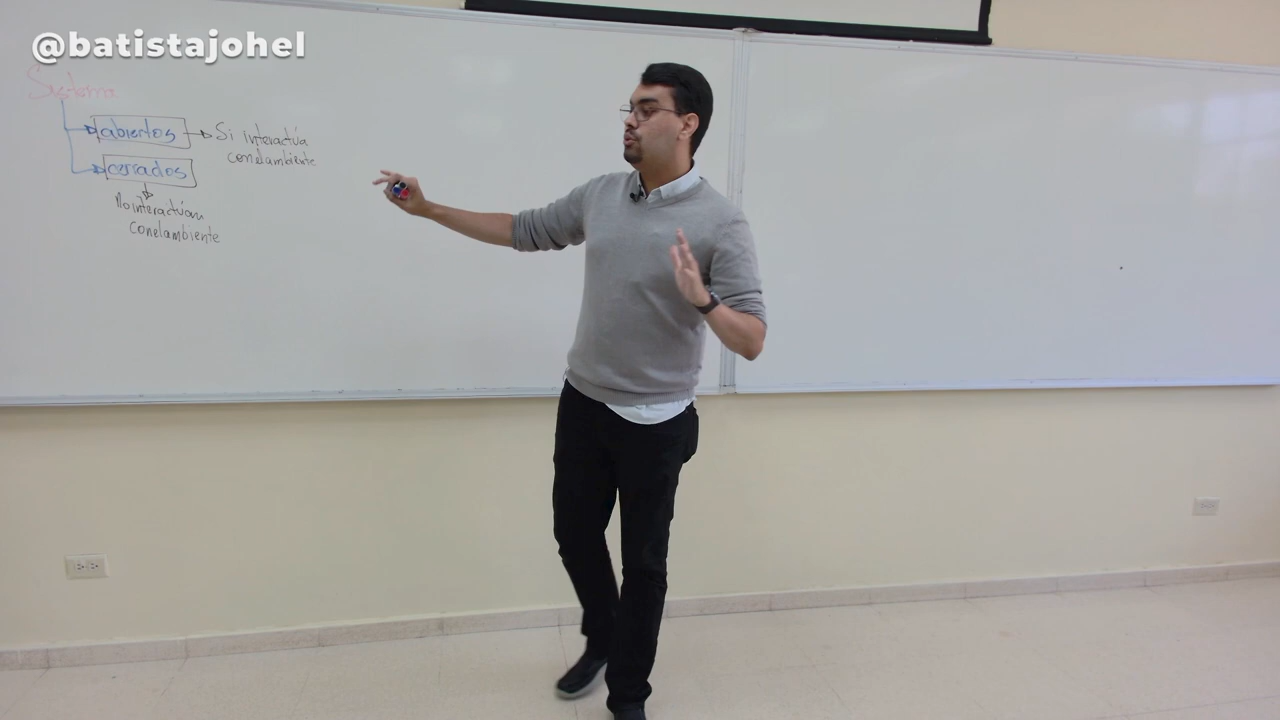 @batistajohel
Sistema
abiertos
Si interactúa
con el ambiente
cerrados
No interactúan
con el ambiente